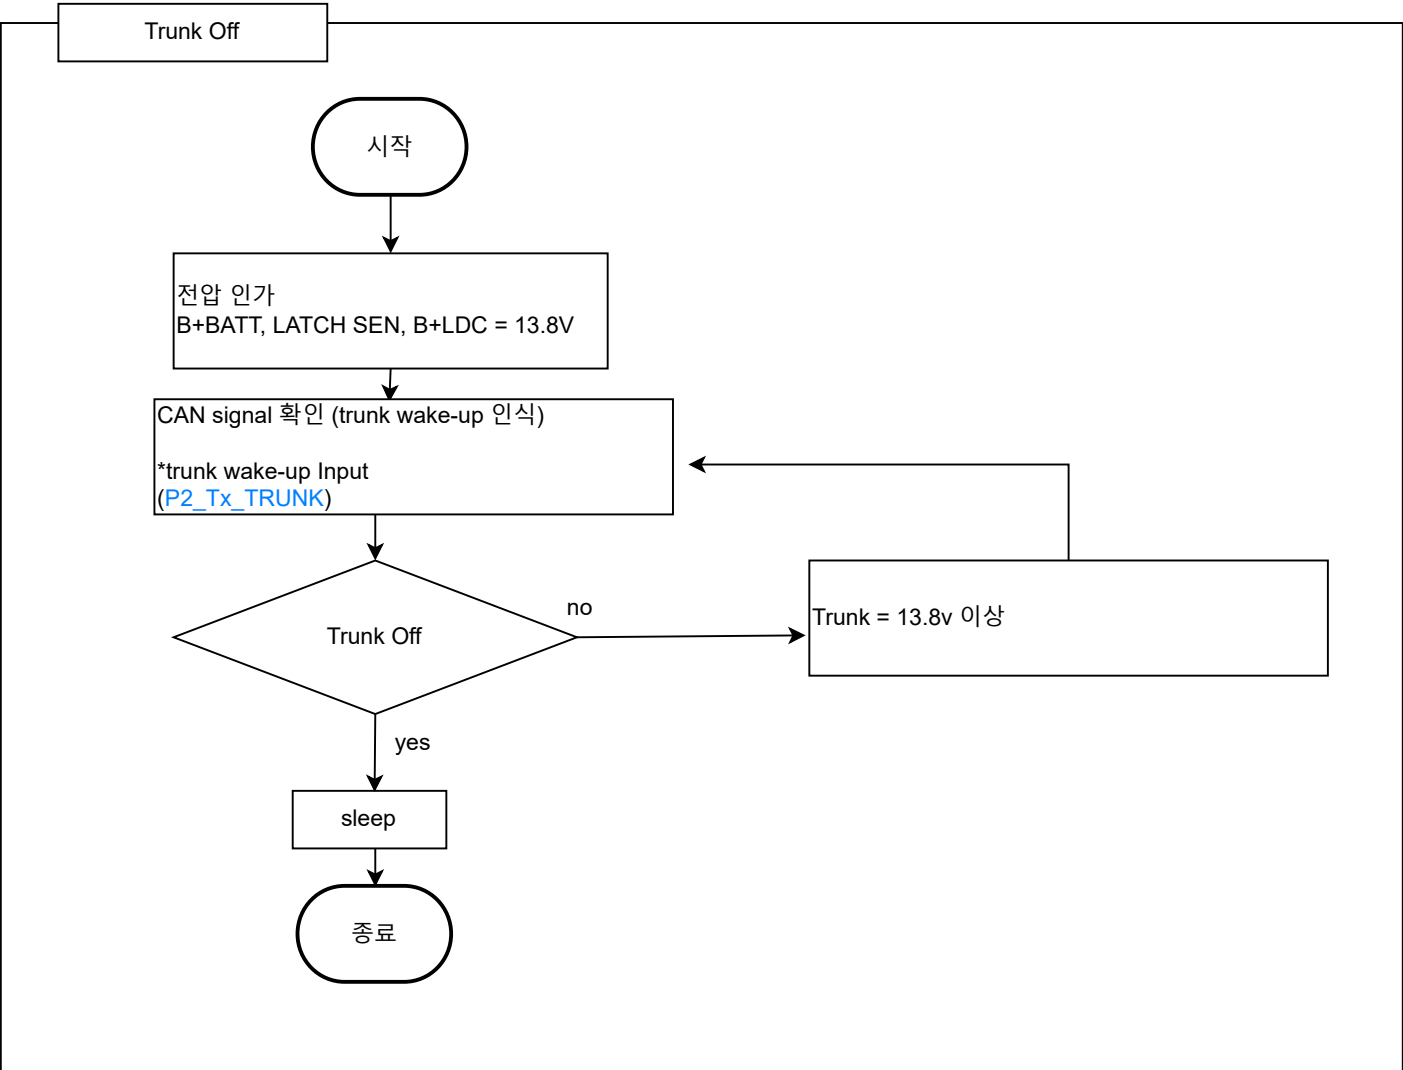 Trunk Off
시작
전압 인가
B+BATT, LATCH SEN, B+LDC = 13.8V
CAN signal 확인 (trunk wake-up 인식)
*trunk wake-up Input
(P2_Tx_TRUNK)
no
Trunk = 13.8v 이상
Trunk Off
yes
sleep
종료